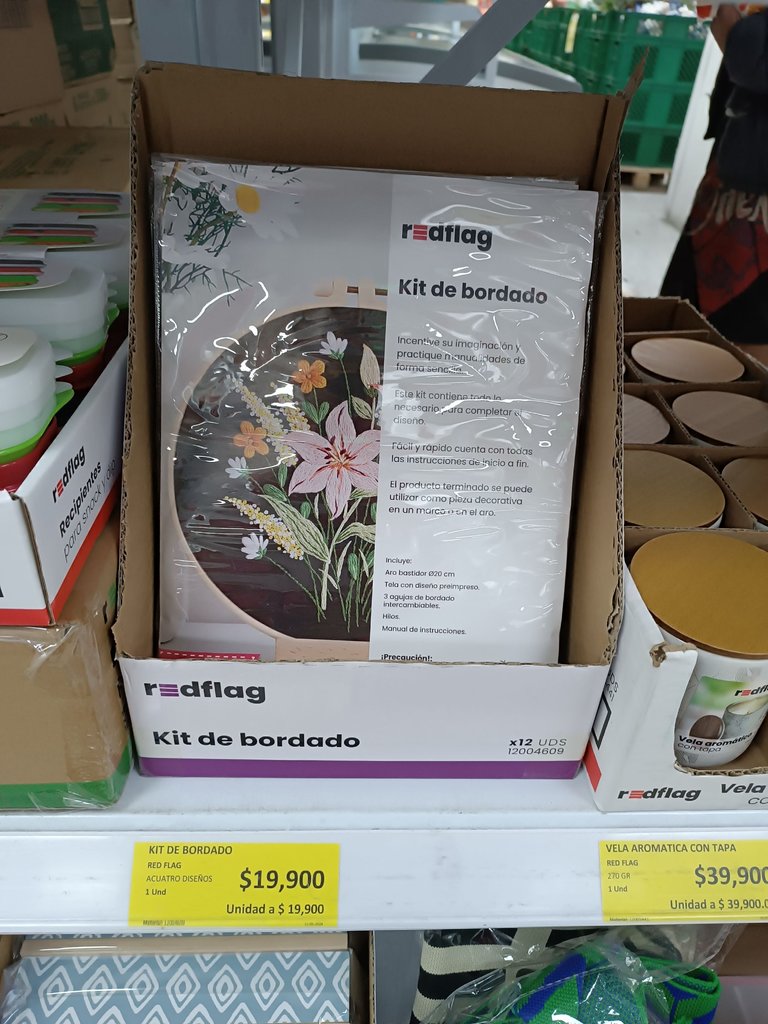 redflag
Kit de bordado
Incentive su imaginación y
practique manualidades de
forma sencilla.
Este kit contiene todo lo
necesario para completar el
diseño.
Fácil y rápido cuenta con todas
las instrucciones de inicio a fin.
El producto terminado se puede
utilizar como pieza decorativa
en un marco o en el aro.
Incluye:
Aro bastidor Ø20 cm
Tela con diseño preimpreso.
3 agujas de bordado
intercambiables.
Hilos.
Manual de instrucciones.
¡Precaución!:
redflag
Kit de bordado
x12 UDS
12004609
redflag
Recipientes
para snack y
redflag
Vela aromática
con tapa
redflag
Vela
KIT DE BORDADO
RED FLAG
ACUATRO DISEÑOS
1 Und
$19,900
Unidad a $ 19,900
VELA AROMATICA CON TAPA
RED FLAG
270 GR
1 Und
$39,900
Unidad a $ 39,900.0